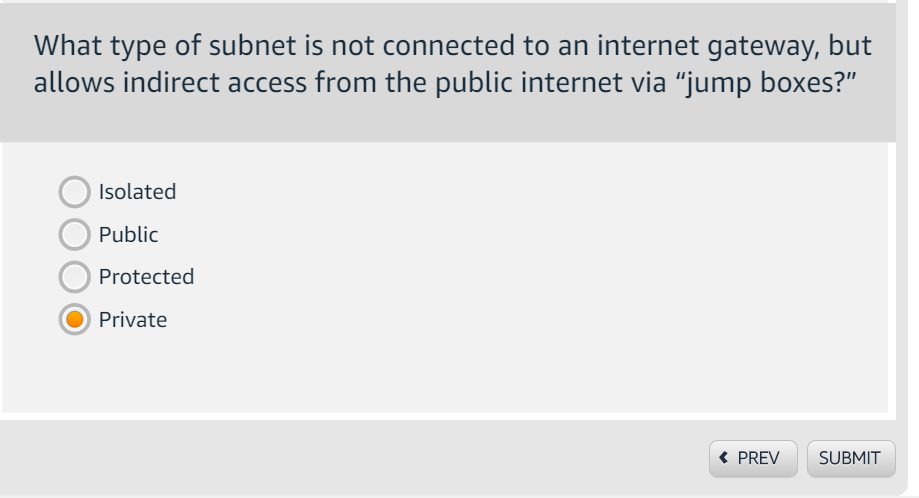 What type of subnet is not connected to an internet gateway, but
allows indirect access from the public internet via “jump boxes?”
Isolated
Public
Protected
Private
PREV SUBMIT